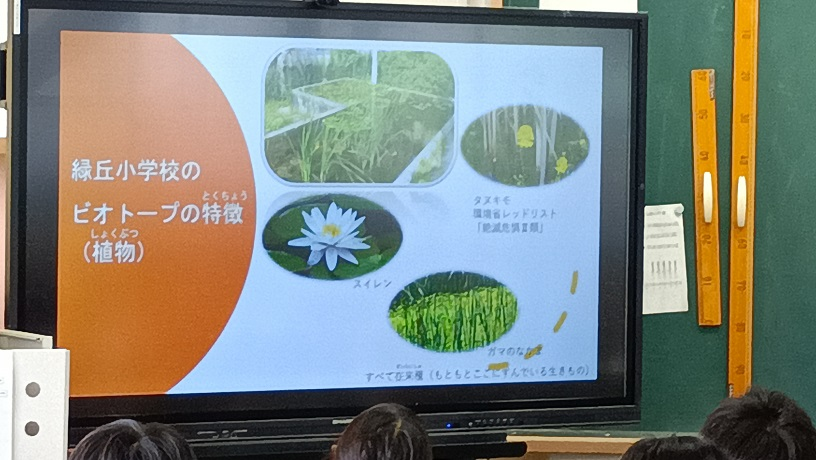 緑丘小学校の
とくちょう
ビオトープの特徴
しょくぶつ
（植物）
タヌキモ
環境省レッドリスト
「絶滅危惧Ⅱ類」
スイレン
ガマのなかま
すべて在来種（もともとここにすんでいる生きもの）